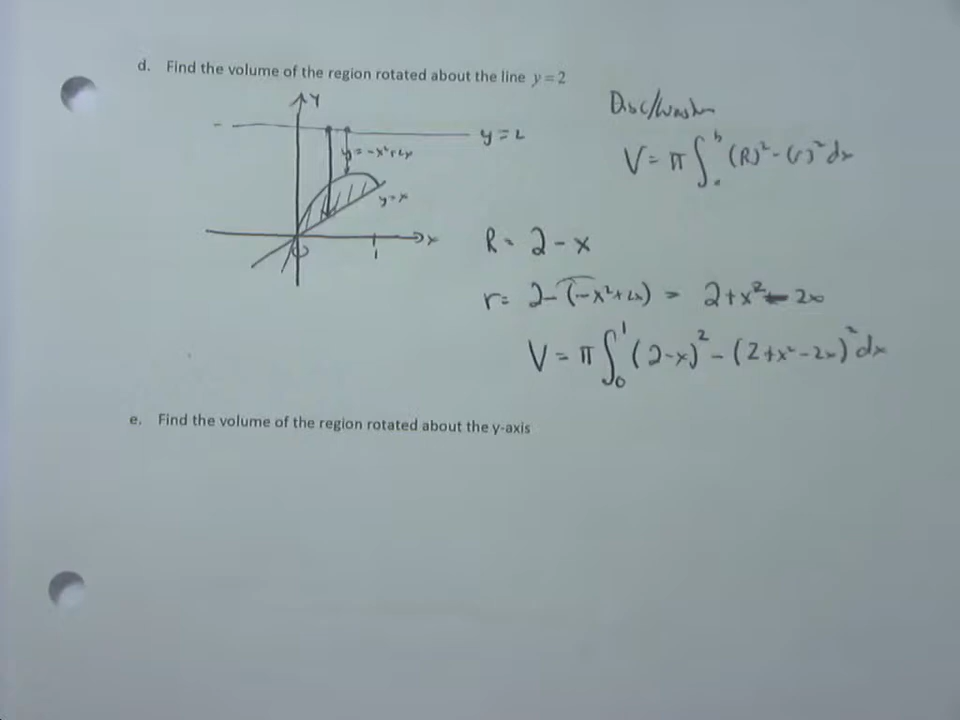 d. Find the volume of the region rotated about the line y = 2
Disc/Washer
V = π ∫ₐᵇ (R)² - (r)² dx
Y
y = 2
y = -x² + 2x
y = x
x
1
R = 2 - x
r = 2 - (-x² + 2x) = 2 + x² - 2x
V = π ∫₀¹ (2-x)² - (2 + x² - 2x)² dx
e. Find the volume of the region rotated about the y-axis